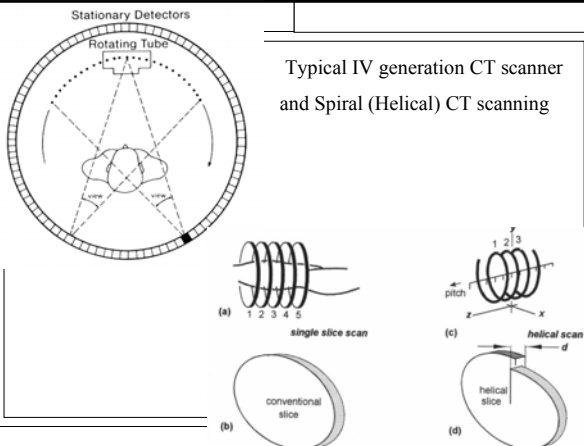 Stationary Detectors
Rotating Tube
view
view
Typical IV generation CT scanner
and Spiral (Helical) CT scanning
(a)
1 2 3 4 5
single slice scan
(b)
conventional
slice
y
1 2 3
pitch
z
x
(c)
helical scan
d
helical
slice
(d)